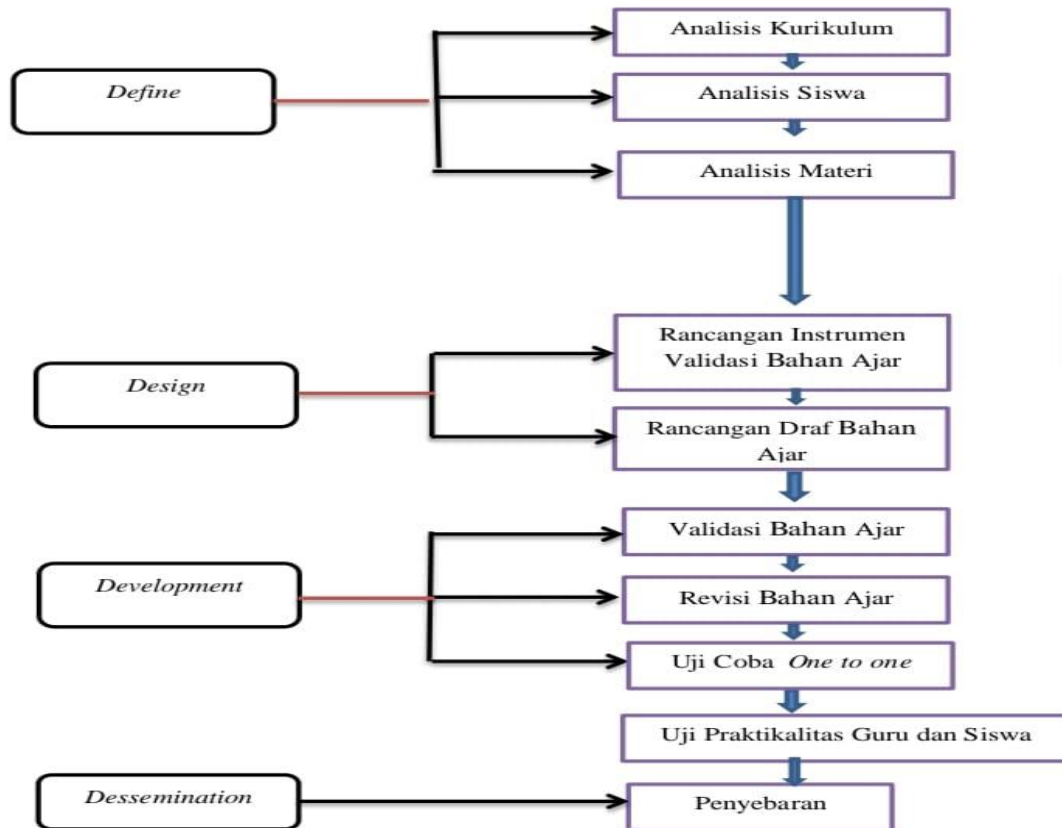 Define
Analisis Kurikulum
Analisis Siswa
Analisis Materi
Design
Rancangan Instrumen
Validasi Bahan Ajar
Rancangan Draf Bahan
Ajar
Development
Validasi Bahan Ajar
Revisi Bahan Ajar
Uji Coba One to one
Uji Praktikalitas Guru dan Siswa
Dessemination
Penyebaran